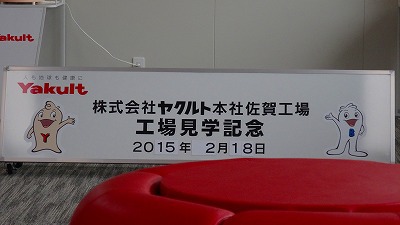 Yakult
人も地球も健康に
Yakult
株式会社ヤクルト本社佐賀工場
工場見学記念
2015年 2月18日
Y
B